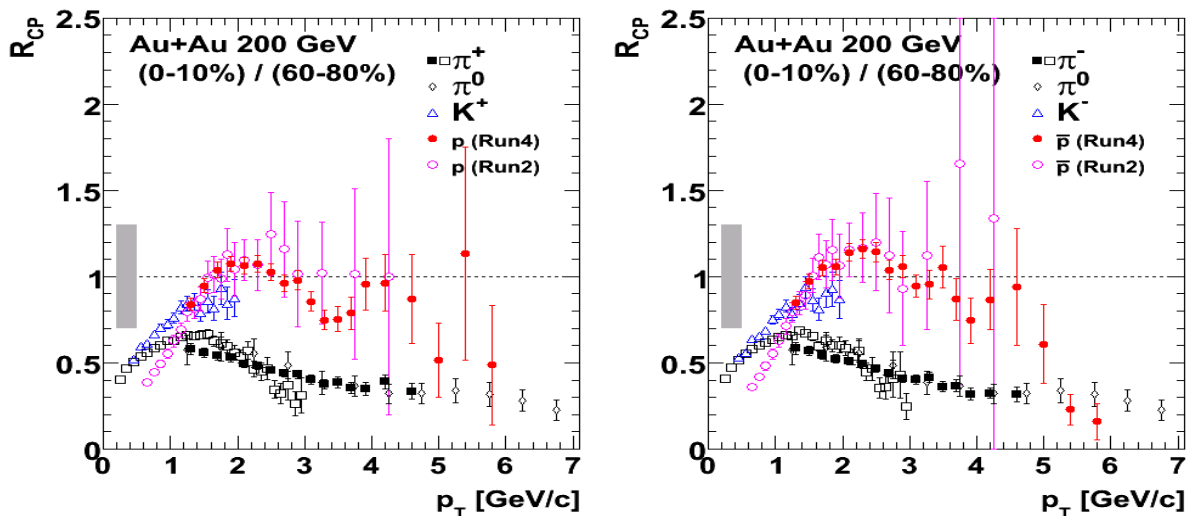 R_CP
2.5
2
1.5
1
0.5
0
Au+Au 200 GeV
(0-10%) / (60-80%)
π⁺
π⁰
K⁺
p (Run4)
p (Run2)
0 1 2 3 4 5 6 7
p_T [GeV/c]
R_CP
2.5
2
1.5
1
0.5
0
Au+Au 200 GeV
(0-10%) / (60-80%)
π⁻
π⁰
K⁻
p̅ (Run4)
p̅ (Run2)
0 1 2 3 4 5 6 7
p_T [GeV/c]